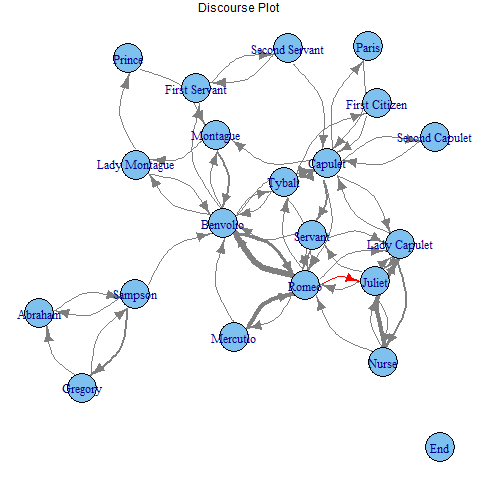 Discourse Plot
Second Servant
Paris
Prince
First Servant
First Citizen
Montague
Second Capulet
Lady Montague
Capulet
Tybalt
Benvolio
Servant
Lady Capulet
Romeo
Juliet
Sampson
Abraham
Mercutio
Nurse
Gregory
End